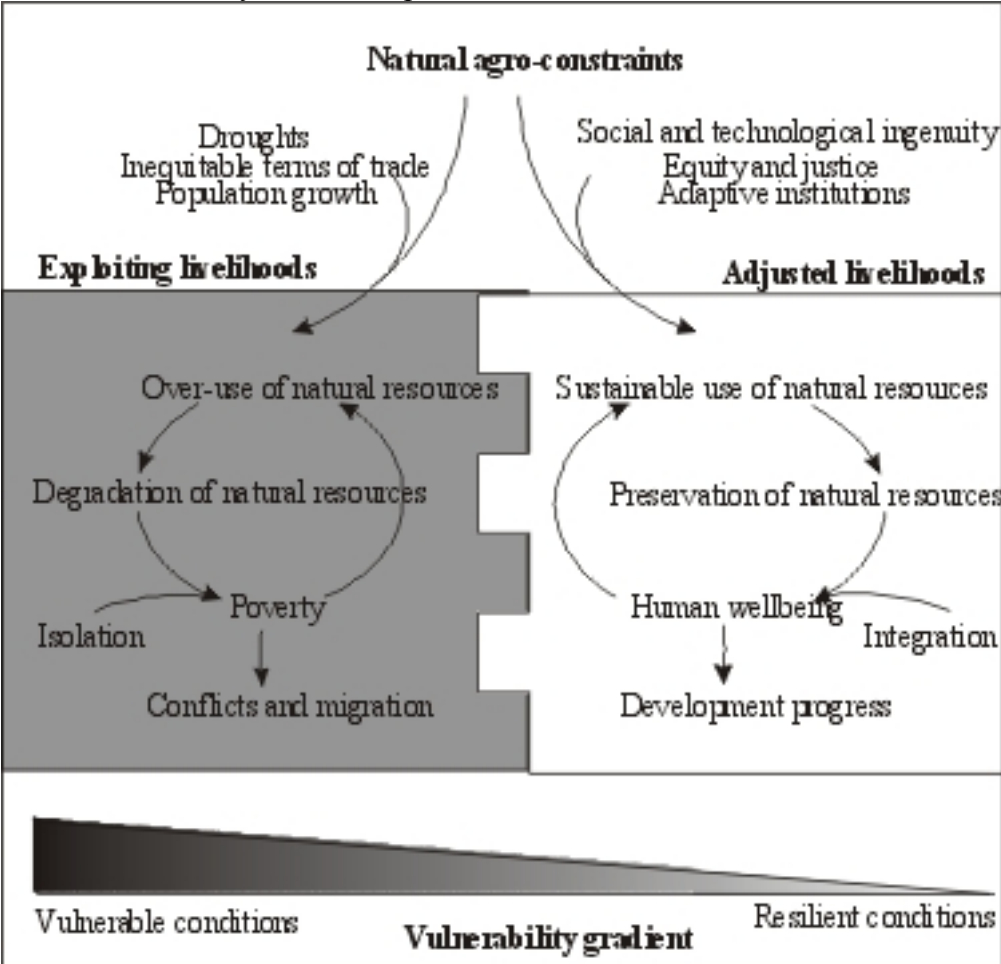 Natural agro-constraints
Droughts
Inequitable terms of trade
Population growth
Social and technological ingenuity
Equity and justice
Adaptive institutions
Exploiting livelihoods
Adjusted livelihoods
Over-use of natural resources
Sustainable use of natural resources
Degradation of natural resources
Preservation of natural resources
Poverty
Human wellbeing
Isolation
Integration
Conflicts and migration
Development progress
Vulnerable conditions
Resilient conditions
Vulnerability gradient